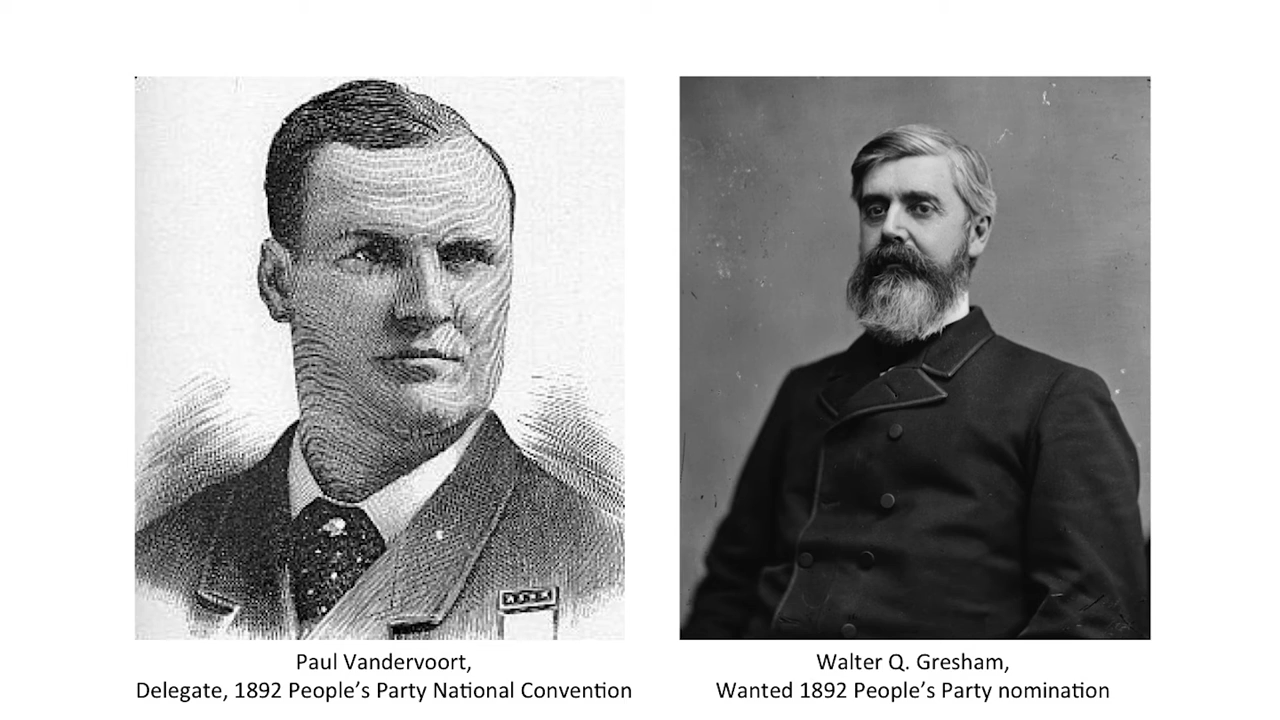 Paul Vandervoort,
Delegate, 1892 People’s Party National Convention
Walter Q. Gresham,
Wanted 1892 People’s Party nomination